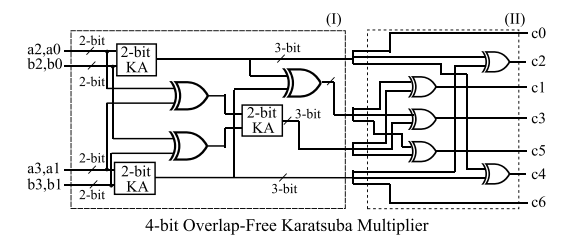 (I)
(II)
a2,a0
2-bit
b2,b0
2-bit
KA
3-bit
c0
c2
c1
2-bit
KA
3-bit
c3
c5
a3,a1
2-bit
b3,b1
2-bit
2-bit
KA
3-bit
c4
c6
4-bit Overlap-Free Karatsuba Multiplier